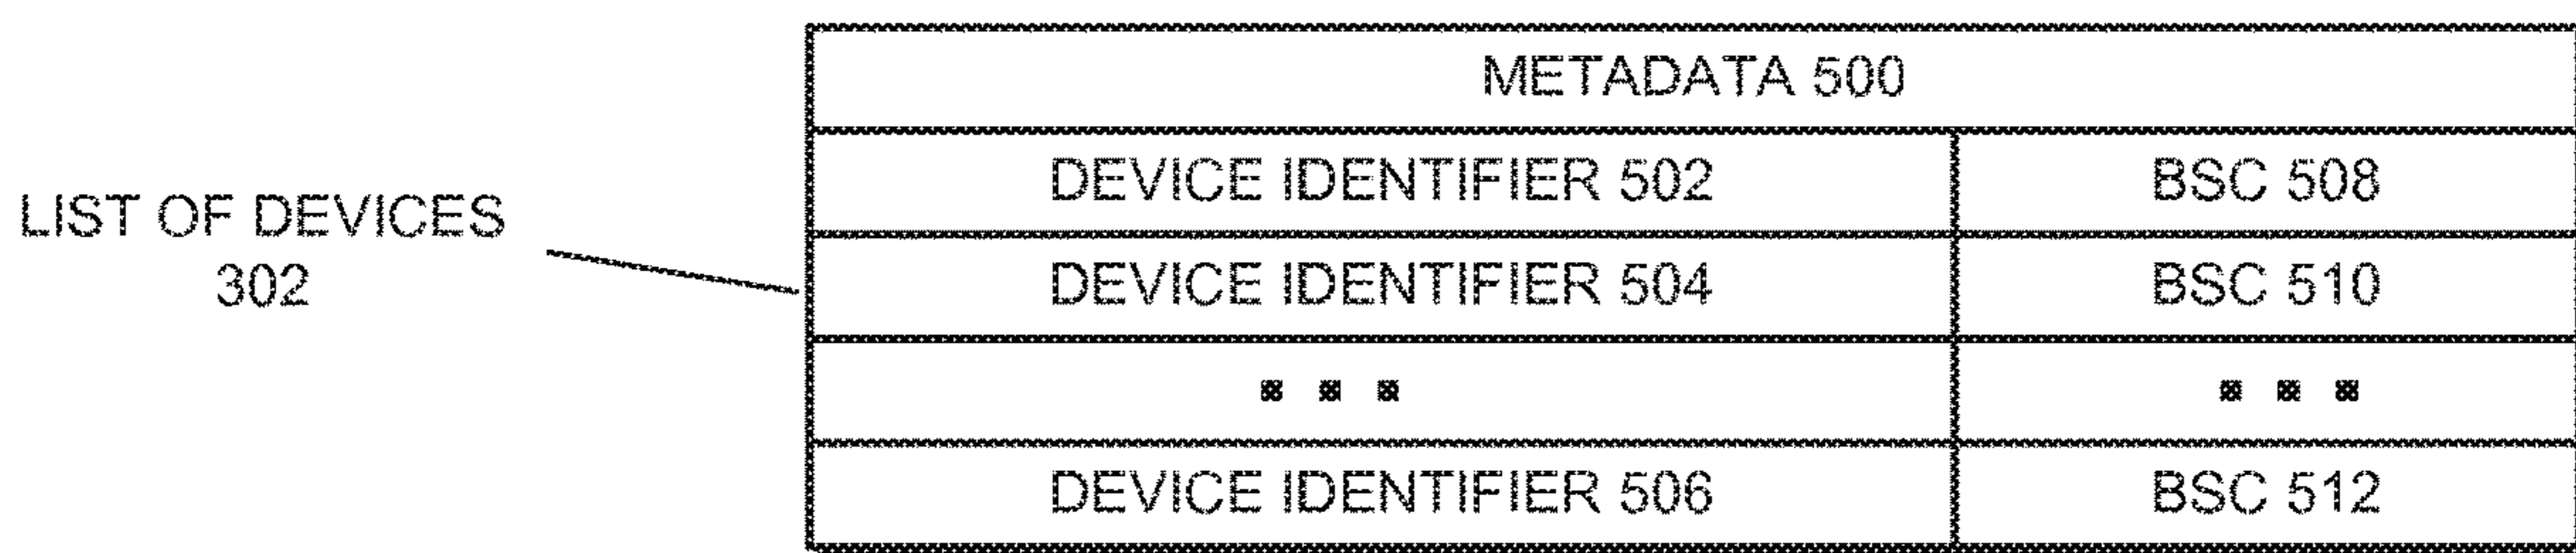 METADATA 500
DEVICE IDENTIFIER 502 BSC 508
LIST OF DEVICES
302
DEVICE IDENTIFIER 504 BSC 510
▪ ▪ ▪ ▪ ▪ ▪
DEVICE IDENTIFIER 506 BSC 512